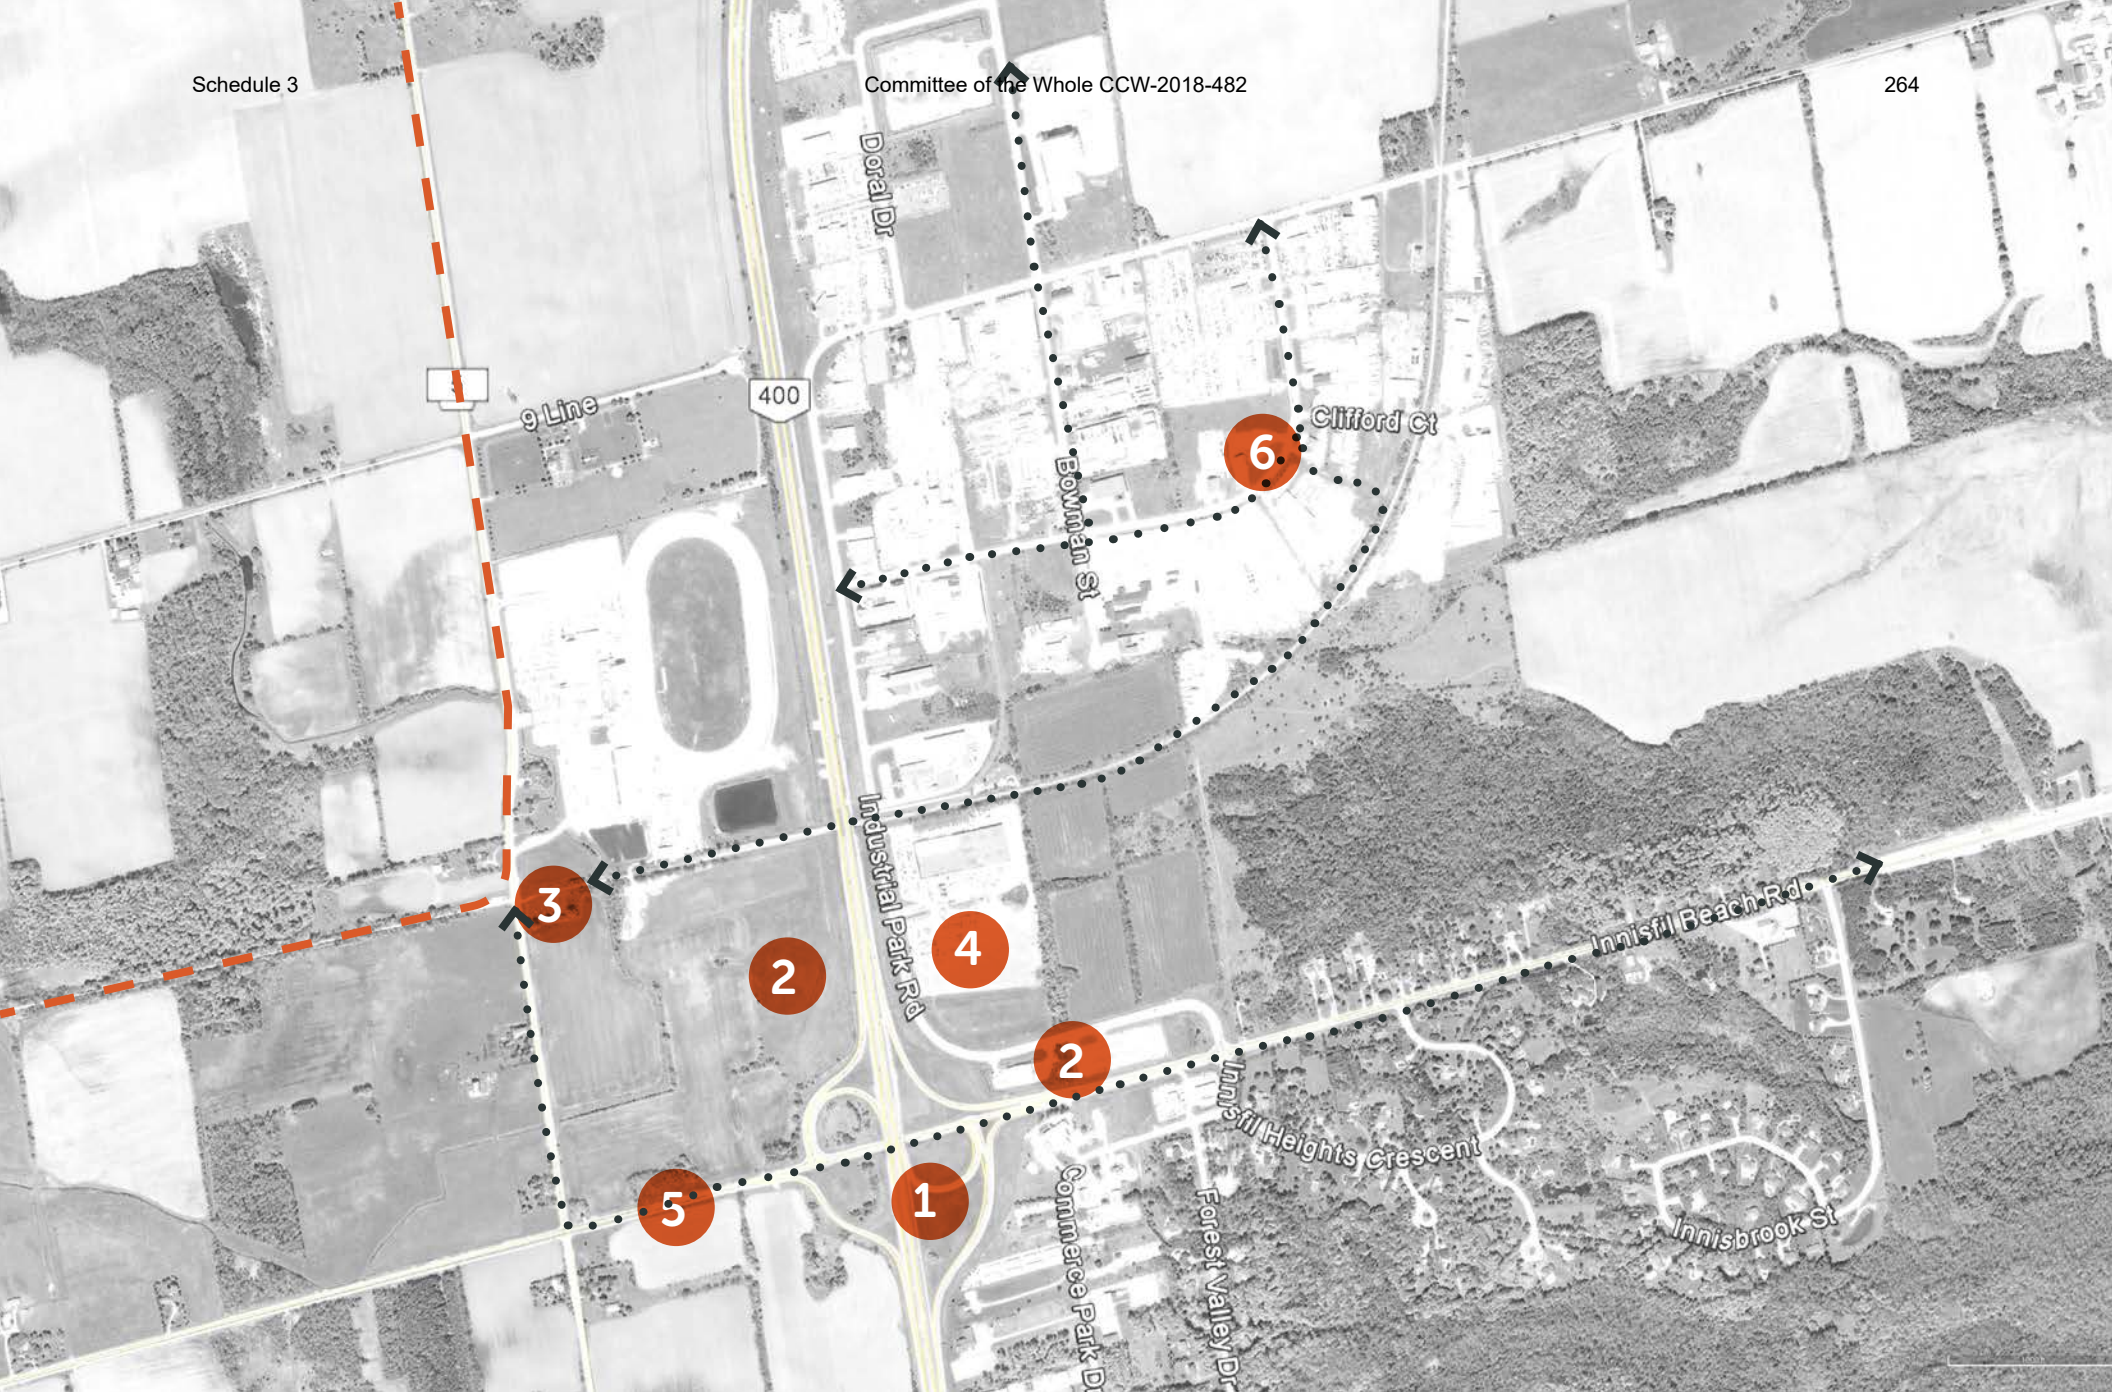 Schedule 3
Committee of the Whole CCW-2018-482
264
Doral Dr
400
9 Line
Clifford Ct
6
Bowman St
Industrial Park Rd
3
2
4
Innisfil Beach Rd
2
Innisfil Heights Crescent
5
1
Commerce Park D
Forest Valley Dr
Innisbrook St